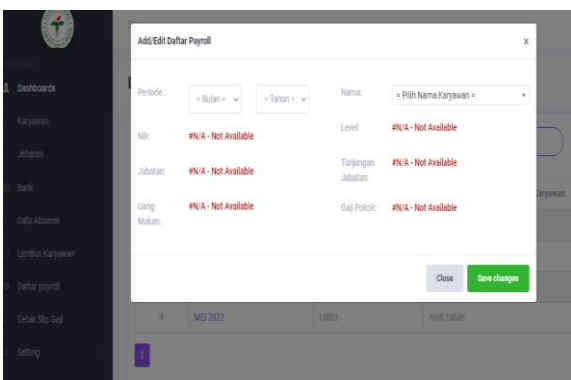 Add/Edit Daftar Payroll x
Dashboards
Karyawan
Jabatan
Bank
Data Absensi
Lembur Karyawan
Daftar payroll
Cetak Slip Gaji
Setting
Periode : = Bulan = = Tahun =
Nama: = Pilih Nama Karyawan =
Nik: #N/A - Not Available
Level: #N/A - Not Available
Jabatan: #N/A - Not Available
Tunjangan Jabatan: #N/A - Not Available
Uang Makan: #N/A - Not Available
Gaji Pokok: #N/A - Not Available
Karyawan
Close Save changes
4 MEI 2022 10003 Andi Tabah
1